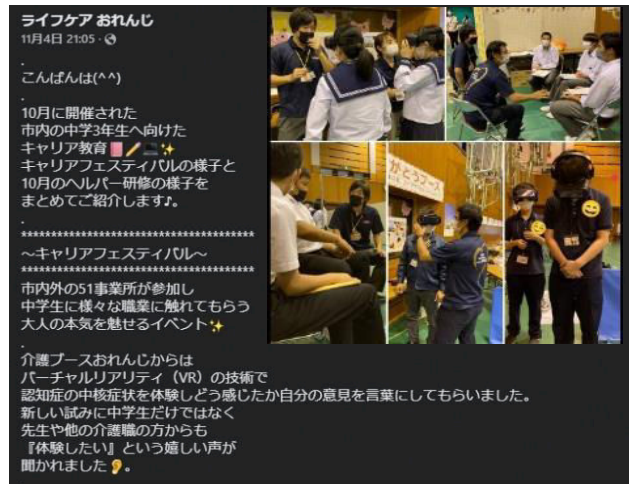 ライフケア おれんじ
11月4日 21:05 ·
.
こんばんは(^^)
.
10月に開催された
市内の中学3年生へ向けた
キャリア教育📕🖊💻✨
キャリアフェスティバルの様子と
10月のヘルパー研修の様子を
まとめてご紹介します♪。
.
***************************************
～キャリアフェスティバル～
***************************************
市内外の51事業所が参加し
中学生に様々な職業に触れてもらう
大人の本気を魅せるイベント✨
.
介護ブースおれんじからは
バーチャルリアリティ（VR）の技術で
認知症の中核症状を体験しどう感じたか自分の意見を言葉にしてもらいました。
新しい試みに中学生だけではなく
先生や他の介護職の方からも
『体験したい』という嬉しい声が
聞かれました👂。
がとうブース